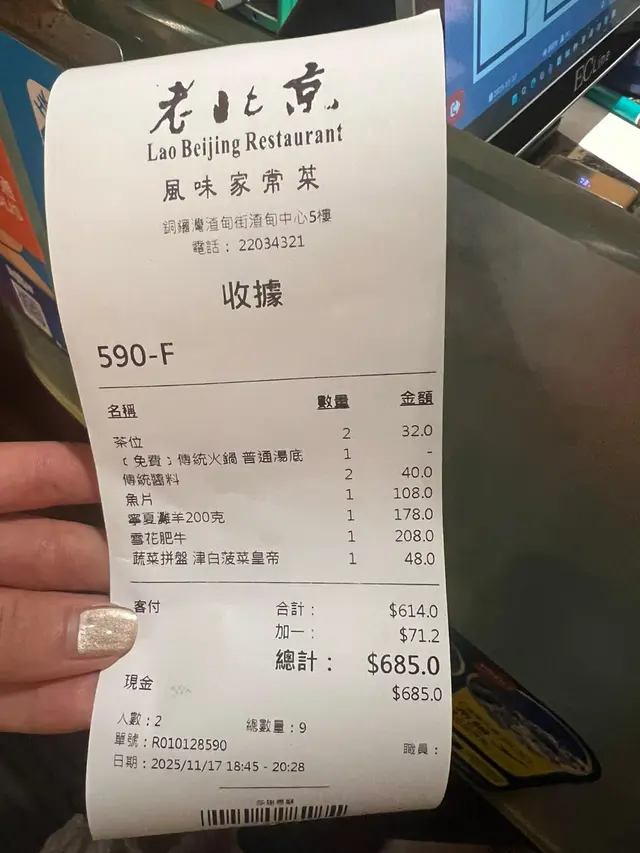 老北京
Lao Beijing Restaurant
風味家常菜
銅鑼灣渣甸街渣甸中心5樓
電話： 22034321
收據
590-F
名稱 數量 金額
茶位 2 32.0
（免費）傳統火鍋 普通湯底 1 -
傳統醬料 2 40.0
魚片 1 108.0
寧夏灘羊200克 1 178.0
雪花肥牛 1 208.0
蔬菜拼盤 津白菠菜皇帝 1 48.0
客付 合計： $614.0
加一： $71.2
總計： $685.0
現金 $685.0
人數：2 總數量：9
單號：R010128590 職員：
日期：2025/11/17 18:45 - 20:28
ECLine